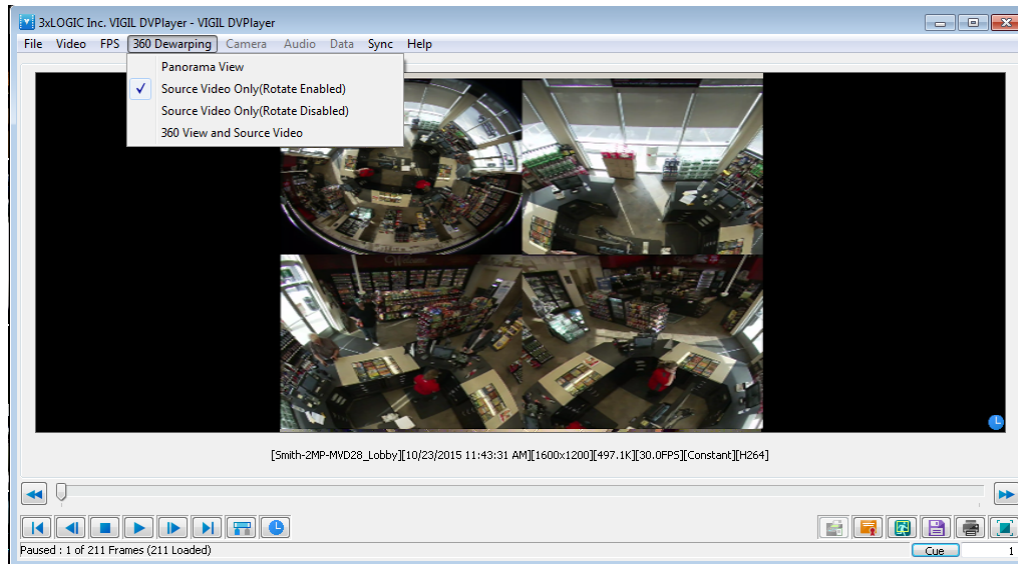 3xLOGIC Inc. VIGIL DVPlayer - VIGIL DVPlayer
File Video FPS 360 Dewarping Camera Audio Data Sync Help
Panorama View
Source Video Only(Rotate Enabled)
Source Video Only(Rotate Disabled)
360 View and Source Video
[Smith-2MP-MVD28_Lobby][10/23/2015 11:43:31 AM][1600x1200][497.1K][30.0FPS][Constant][H264]
Paused : 1 of 211 Frames (211 Loaded)
Cue 1